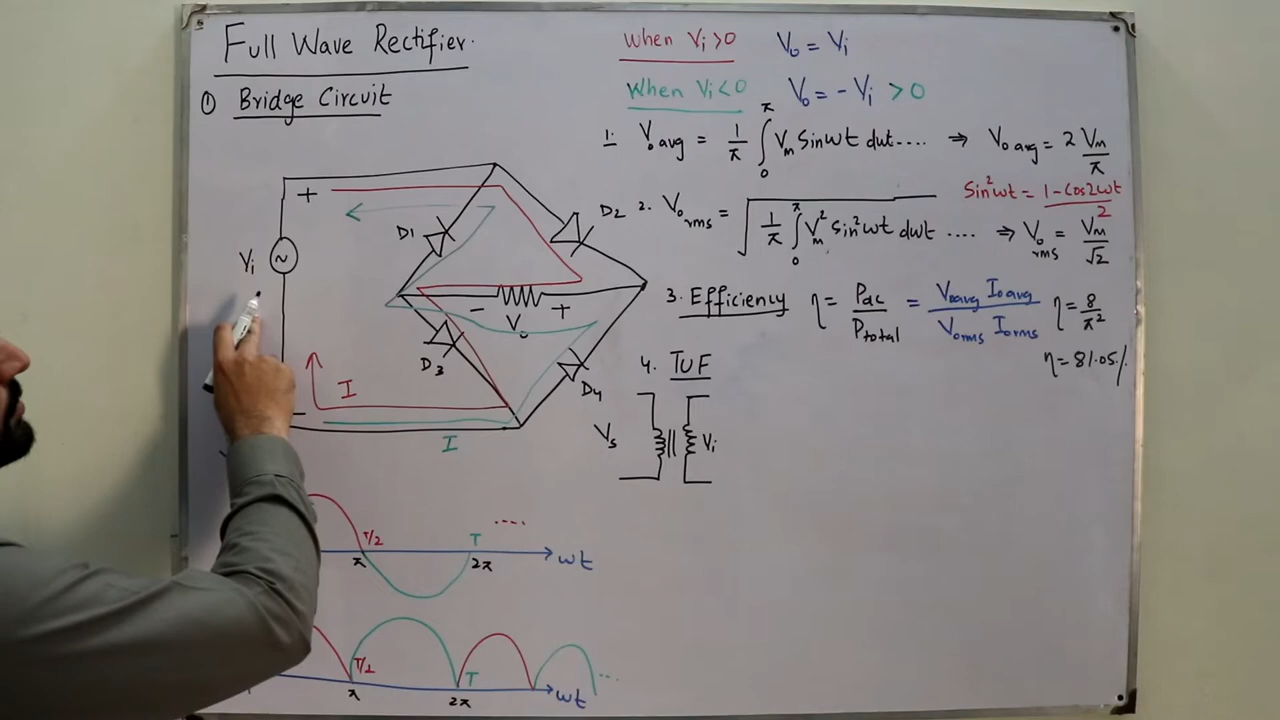 Full Wave Rectifier.
① Bridge Circuit
When Vi>0 Vo = Vi
When Vi<0 Vo = - Vi >0
1. Vo avg = 1/π ∫0^π Vm Sinωt dωt .... ⇒ Vo avg = 2 Vm/π
Sin²ωt = 1-Cos2ωt/2
2. Vo rms = √ 1/π ∫0^π Vm² Sin²ωt dωt .... ⇒ Vo rms = Vm/√2
3. Efficiency η = Pac/Ptotal = Voavg Ioavg/Vorms Iorms η = 8/π²
η = 81.05%
4. TUF
Vs Vi
+
D1
D2
Vi
- Vo +
D3
D4
I
-
I
T/2 T ....
π 2π ωt
T/2 T ...
π 2π ωt